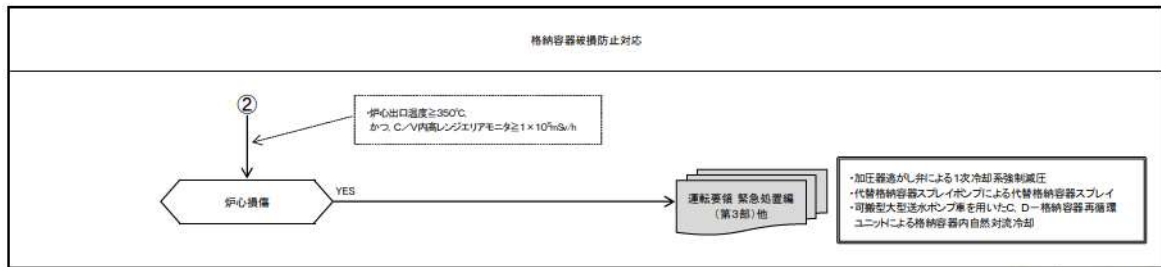 格納容器破損防止対応
②
・炉心出口温度≧350℃,
かつ, C/V内高レンジエリアモニタ≧1×10⁵mSv/h
炉心損傷
YES
運転要領 緊急処置編
(第3部)他
・加圧器逃がし弁による1次冷却系強制減圧
・代替格納容器スプレイポンプによる代替格納容器スプレイ
・可搬型大型送水ポンプ車を用いたC, D-格納容器再循環
ユニットによる格納容器内自然対流冷却